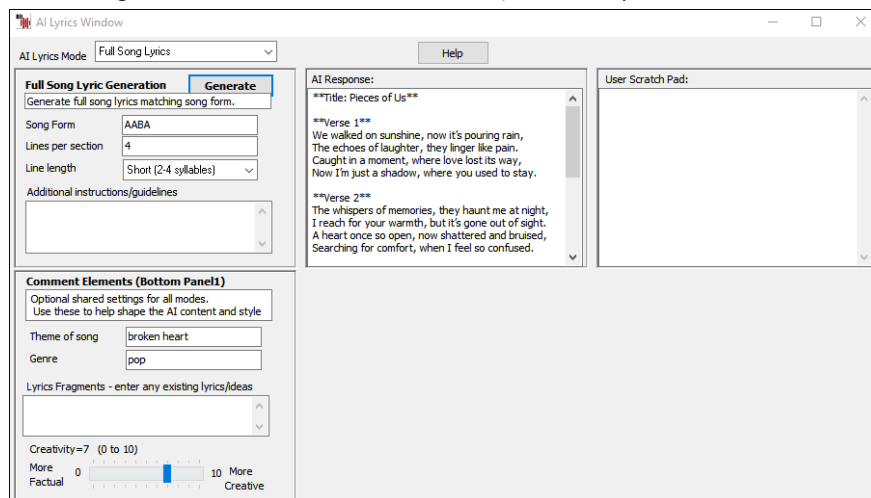 AI Lyrics Window
AI Lyrics Mode
Full Song Lyrics
Help
Full Song Lyric Generation
Generate
Generate full song lyrics matching song form.
Song Form
AABA
Lines per section
4
Line length
Short (2-4 syllables)
Additional instructions/guidelines
AI Response:
**Title: Pieces of Us**
**Verse 1**
We walked on sunshine, now it's pouring rain,
The echoes of laughter, they linger like pain.
Caught in a moment, where love lost its way,
Now I'm just a shadow, where you used to stay.
**Verse 2**
The whispers of memories, they haunt me at night,
I reach for your warmth, but it's gone out of sight.
A heart once so open, now shattered and bruised,
Searching for comfort, when I feel so confused.
User Scratch Pad:
Comment Elements (Bottom Panel1)
Optional shared settings for all modes.
Use these to help shape the AI content and style
Theme of song
broken heart
Genre
pop
Lyrics Fragments - enter any existing lyrics/ideas
Creativity=7 (0 to 10)
More Factual
0
10
More Creative